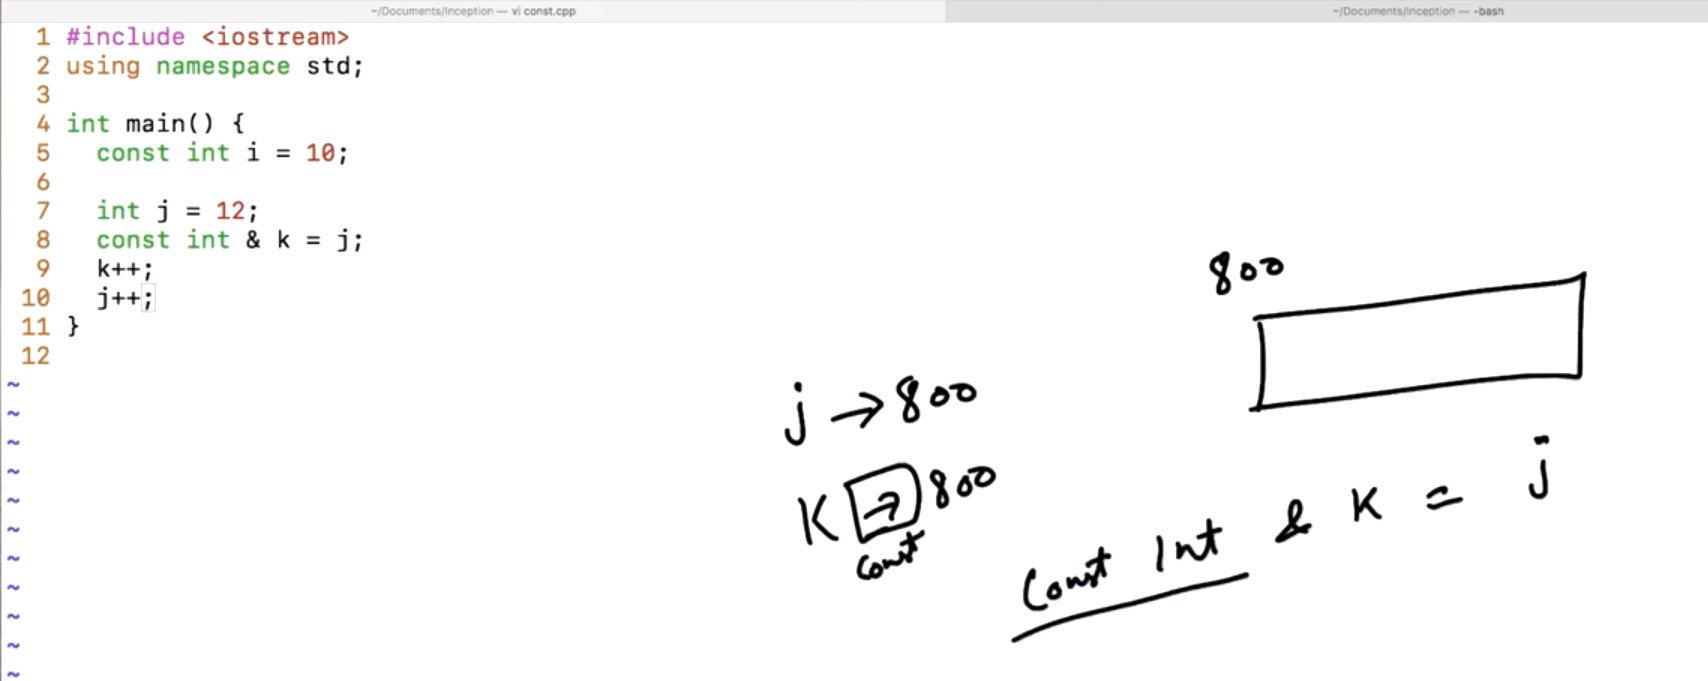 ~/Documents/Inception — vi const.cpp
~/Documents/Inception — -bash
1 #include <iostream>
2 using namespace std;
3
4 int main() {
5   const int i = 10;
6
7   int j = 12;
8   const int & k = j;
9   k++;
10   j++;
11 }
12
~
~
~
~
~
~
~
~
~
~
~
800
j → 800
K → 800
const
Const Int & K = j